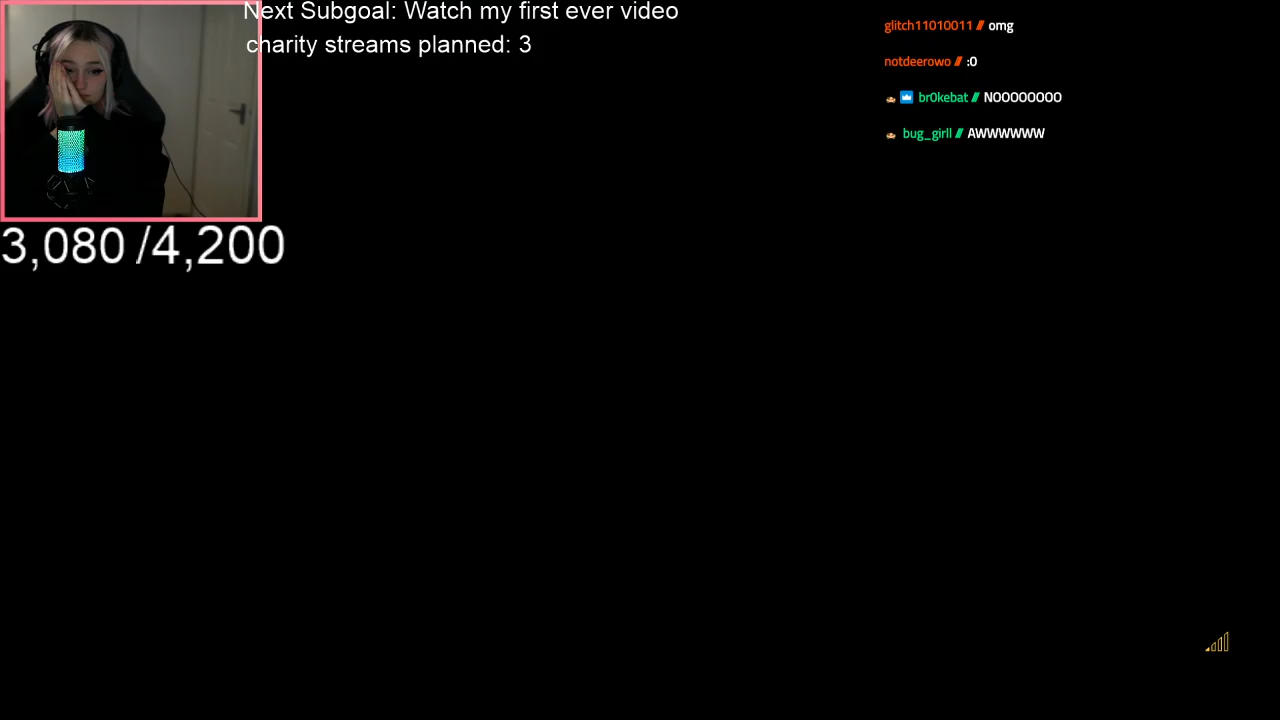 Next Subgoal: Watch my first ever video
charity streams planned: 3
3,080 /4,200
glitch11010011 // omg
notdeerowo // :0
br0kebat // NOOOOOOOO
bug_girll // AWWWWWW